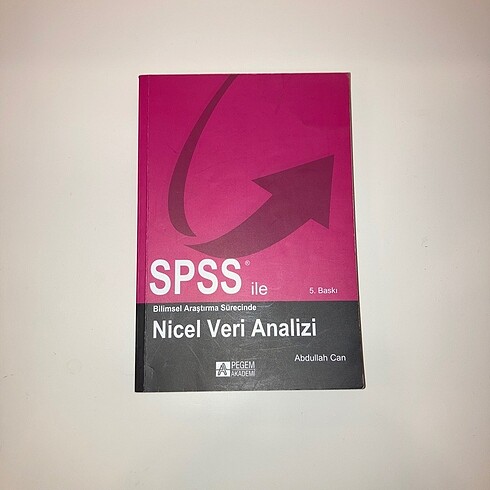 SPSS® ile
5. Baskı
Bilimsel Araştırma Sürecinde
Nicel Veri Analizi
Abdullah Can
PEGEM
AKADEMİ